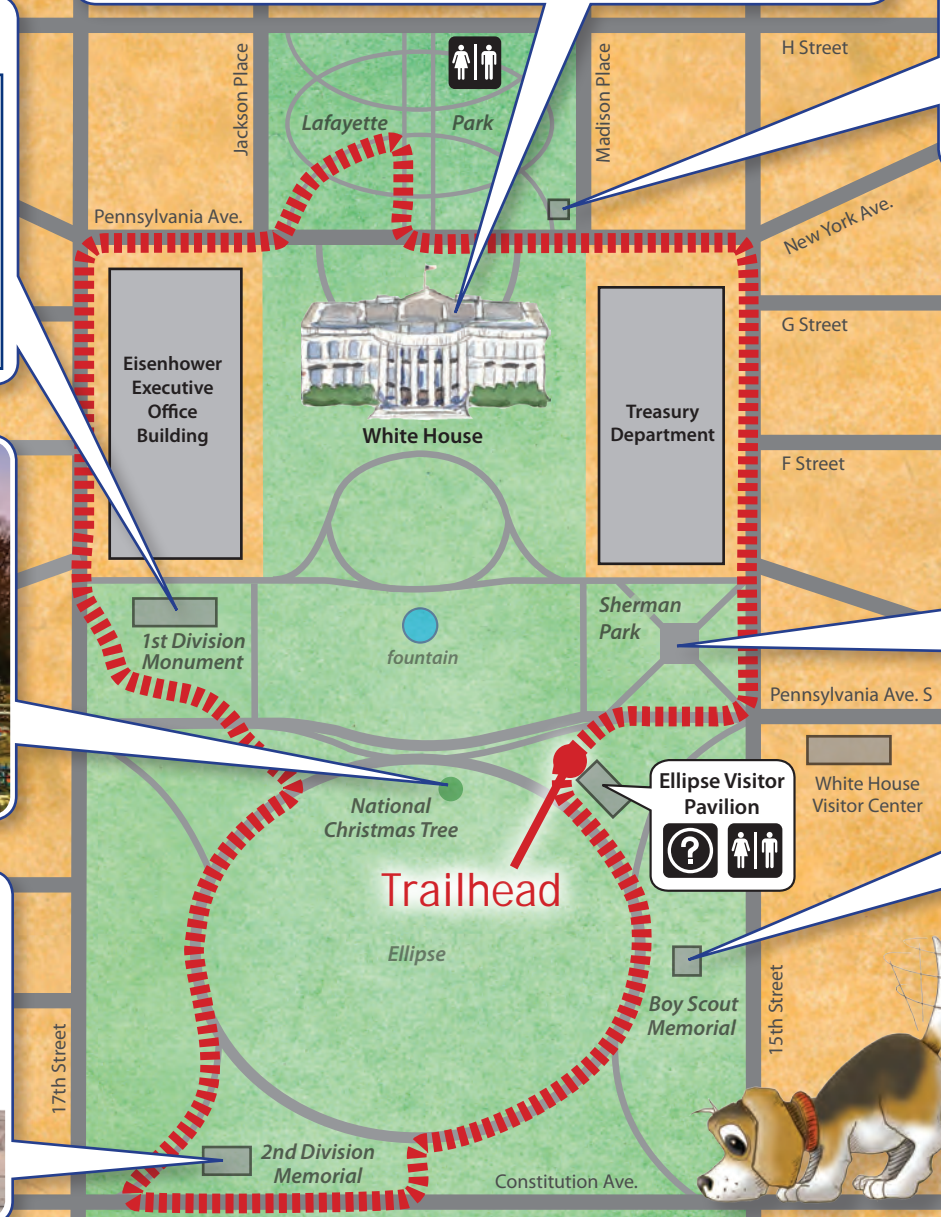 H Street
Jackson Place
Madison Place
Lafayette Park
Pennsylvania Ave.
New York Ave.
G Street
Eisenhower
Executive
Office
Building
Treasury
Department
White House
F Street
Sherman
Park
1st Division
Monument
fountain
Pennsylvania Ave. S
Ellipse Visitor
Pavilion
?
White House
Visitor Center
National
Christmas Tree
Trailhead
Ellipse
Boy Scout
Memorial
15th Street
17th Street
2nd Division
Memorial
Constitution Ave.